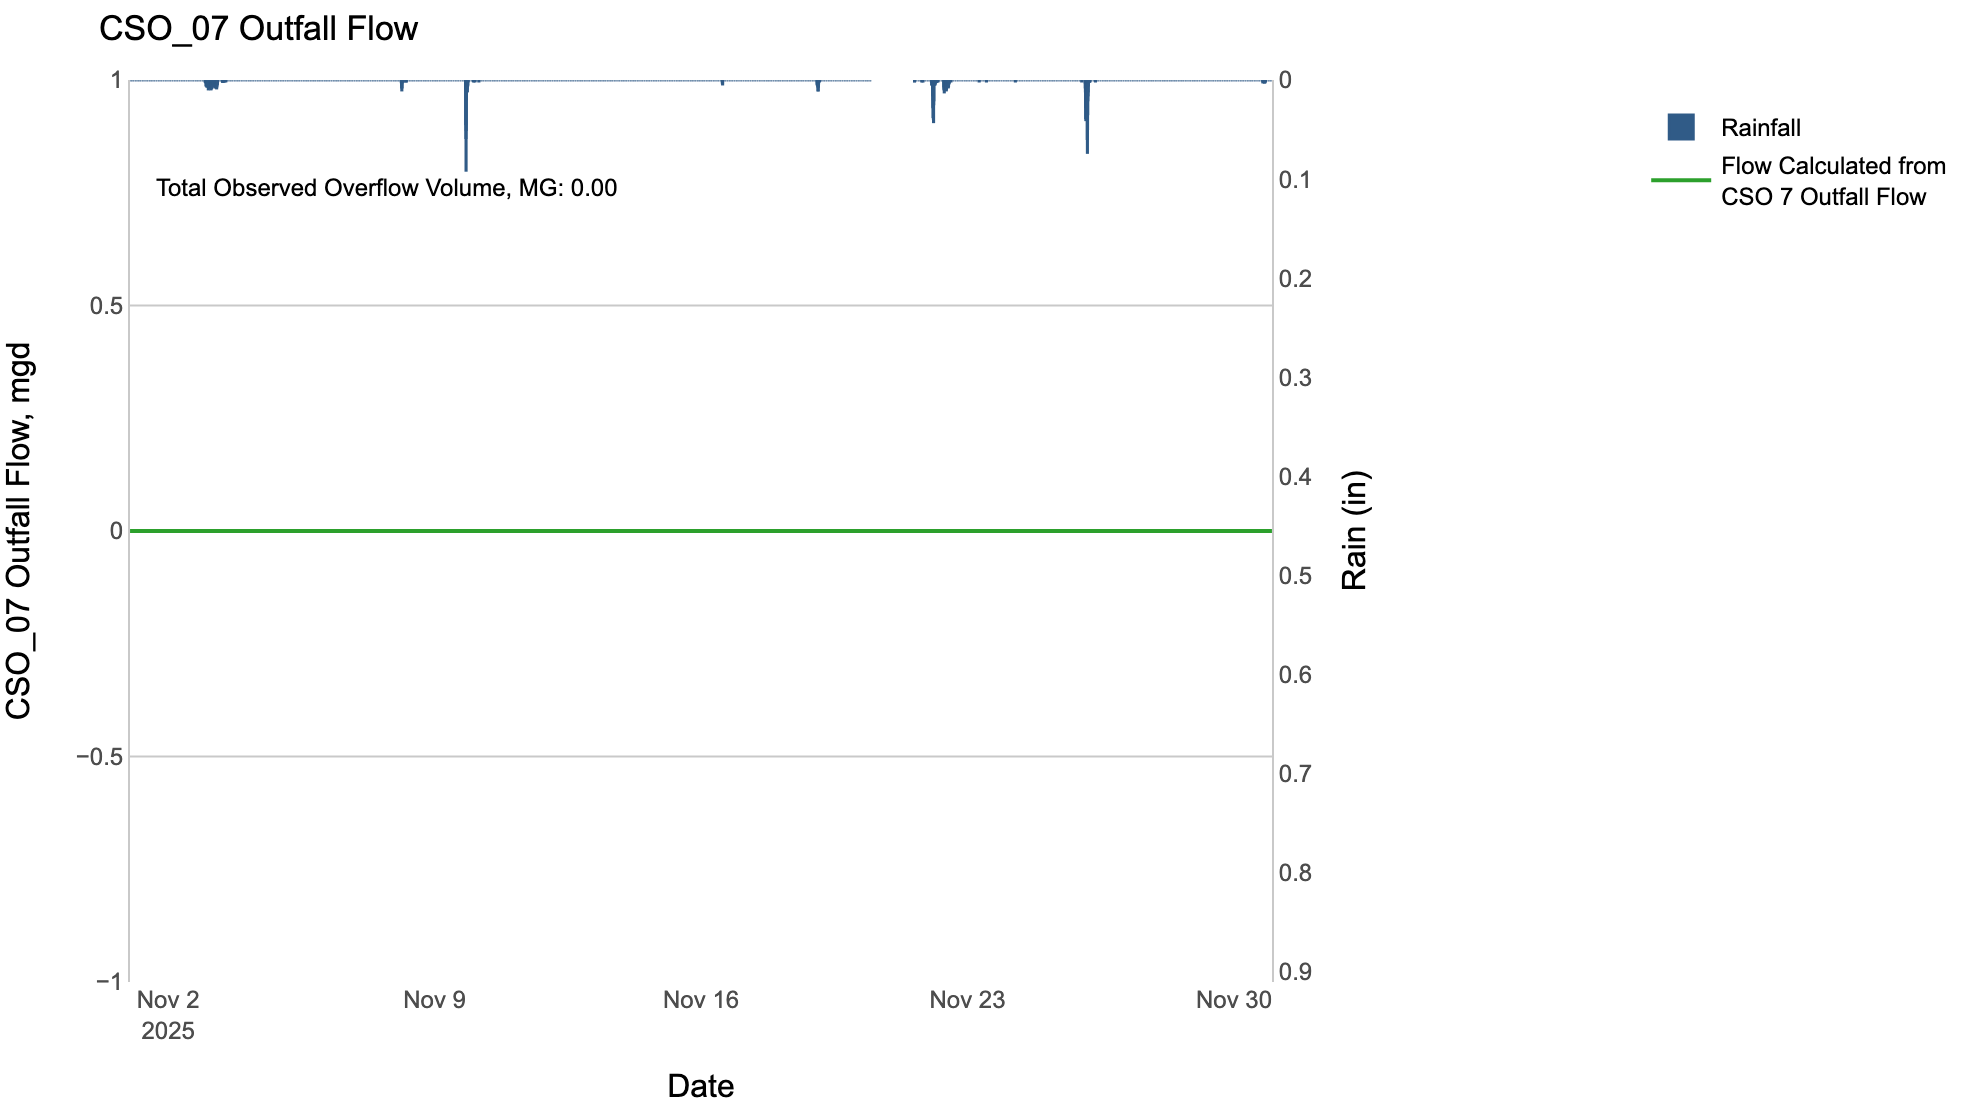 CSO_07 Outfall Flow
1
0.5
0
−0.5
−1
CSO_07 Outfall Flow, mgd
Total Observed Overflow Volume, MG: 0.00
0
0.1
0.2
0.3
0.4
0.5
0.6
0.7
0.8
0.9
Rain (in)
Nov 2
2025
Nov 9
Nov 16
Nov 23
Nov 30
Date
Rainfall
Flow Calculated from
CSO 7 Outfall Flow